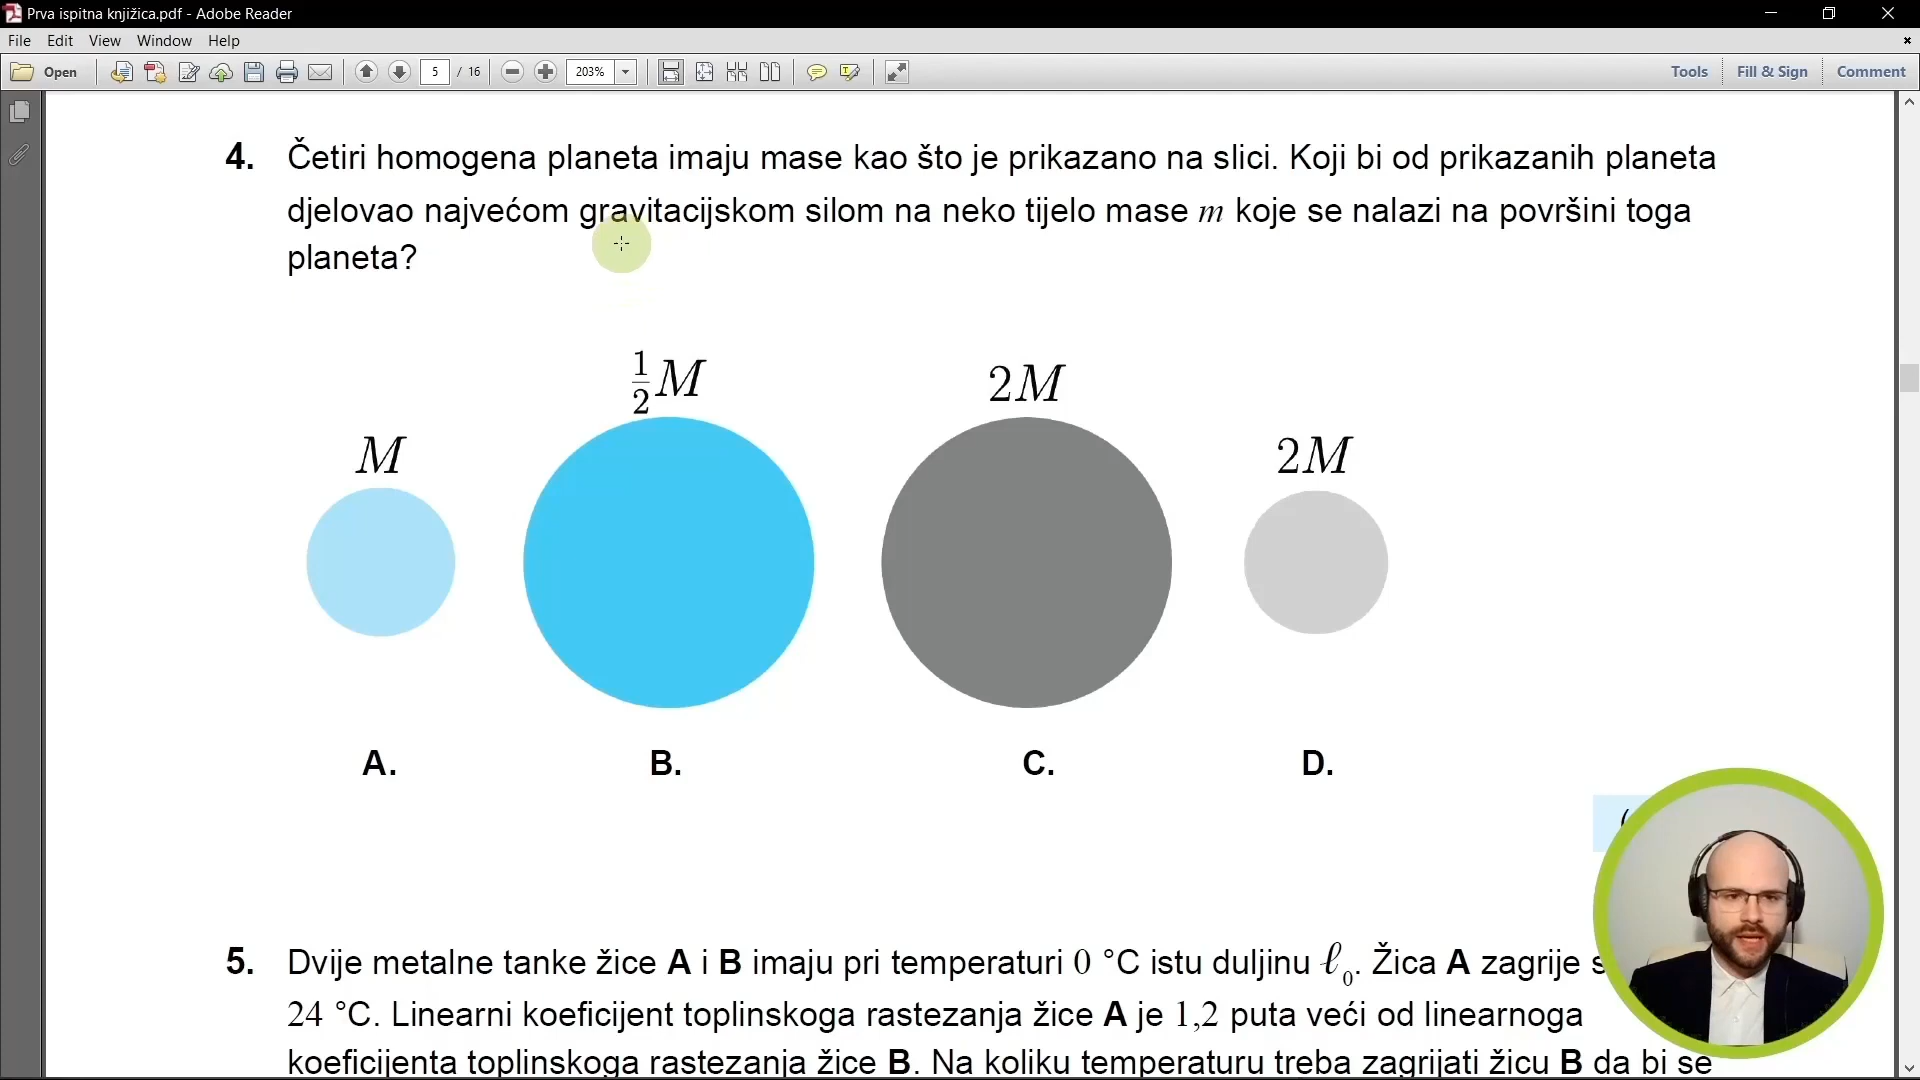 Prva ispitna knjižica.pdf - Adobe Reader
File Edit View Window Help
Open 5 / 16 203% Tools Fill & Sign Comment
4. Četiri homogena planeta imaju mase kao što je prikazano na slici. Koji bi od prikazanih planeta
djelovao najvećom gravitacijskom silom na neko tijelo mase m koje se nalazi na površini toga
planeta?
M ½M 2M 2M
A. B. C. D.
(
5. Dvije metalne tanke žice A i B imaju pri temperaturi 0 °C istu duljinu ℓ₀. Žica A zagrije s
24 °C. Linearni koeficijent toplinskoga rastezanja žice A je 1,2 puta veći od linearnoga
koeficijenta toplinskoga rastezanja žice B. Na koliku temperaturu treba zagrijati žicu B da bi se